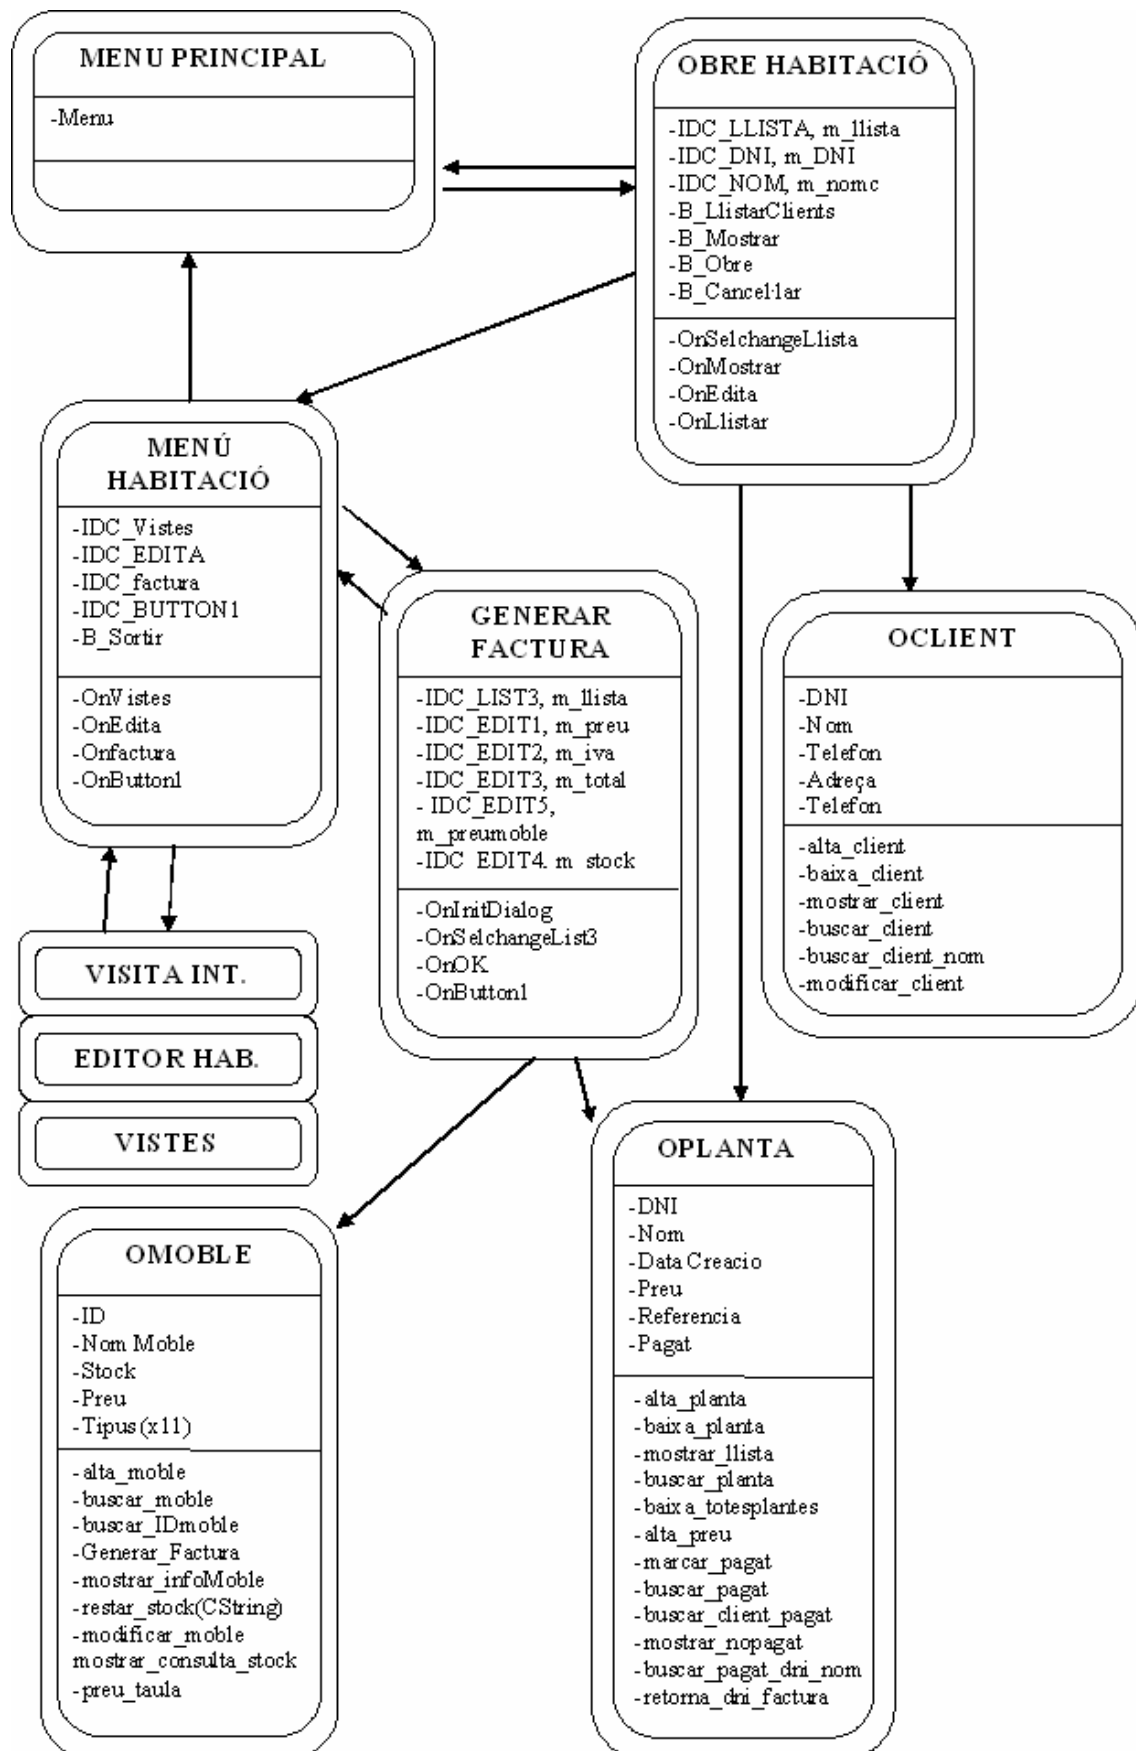 MENU PRINCIPAL
-Menu
OBRE HABITACIÓ
-IDC_LLISTA, m_llista
-IDC_DNI, m_DNI
-IDC_NOM, m_nomc
-B_LlistarClients
-B_Mostrar
-B_Obre
-B_Cancel·lar
-OnSelchangeLlista
-OnMostrar
-OnEdita
-OnLlistar
MENÚ
HABITACIÓ
-IDC_Vistes
-IDC_EDITA
-IDC_factura
-IDC_BUTTON1
-B_Sortir
-OnVistes
-OnEdita
-Onfactura
-OnButton1
GENERAR
FACTURA
-IDC_LIST3, m_llista
-IDC_EDIT1, m_preu
-IDC_EDIT2, m_iva
-IDC_EDIT3, m_total
- IDC_EDIT5,
m_preumoble
-IDC_EDIT4. m_stock
-OnInitDialog
-OnSelchangeList3
-OnOK
-OnButton1
OCLIENT
-DNI
-Nom
-Telefon
-Adreça
-Telefon
-alta_client
-baixa_client
-mostrar_client
-buscar_client
-buscar_client_nom
-modificar_client
VISITA INT.
EDITOR HAB.
VISTES
OMOBLE
-ID
-Nom Moble
-Stock
-Preu
-Tipus(x11)
-alta_moble
-buscar_moble
-buscar_IDmoble
-Generar_Factura
-mostrar_infoMoble
-restar_stock(CString)
-modificar_moble
mostrar_consulta_stock
-preu_taula
OPLANTA
-DNI
-Nom
-Data Creacio
-Preu
-Referencia
-Pagat
-alta_planta
-baixa_planta
-mostrar_llista
-buscar_planta
-baixa_totesplantes
-alta_preu
-marcar_pagat
-buscar_pagat
-buscar_client_pagat
-mostrar_nopagat
-buscar_pagat_dni_nom
-retorna_dni_factura